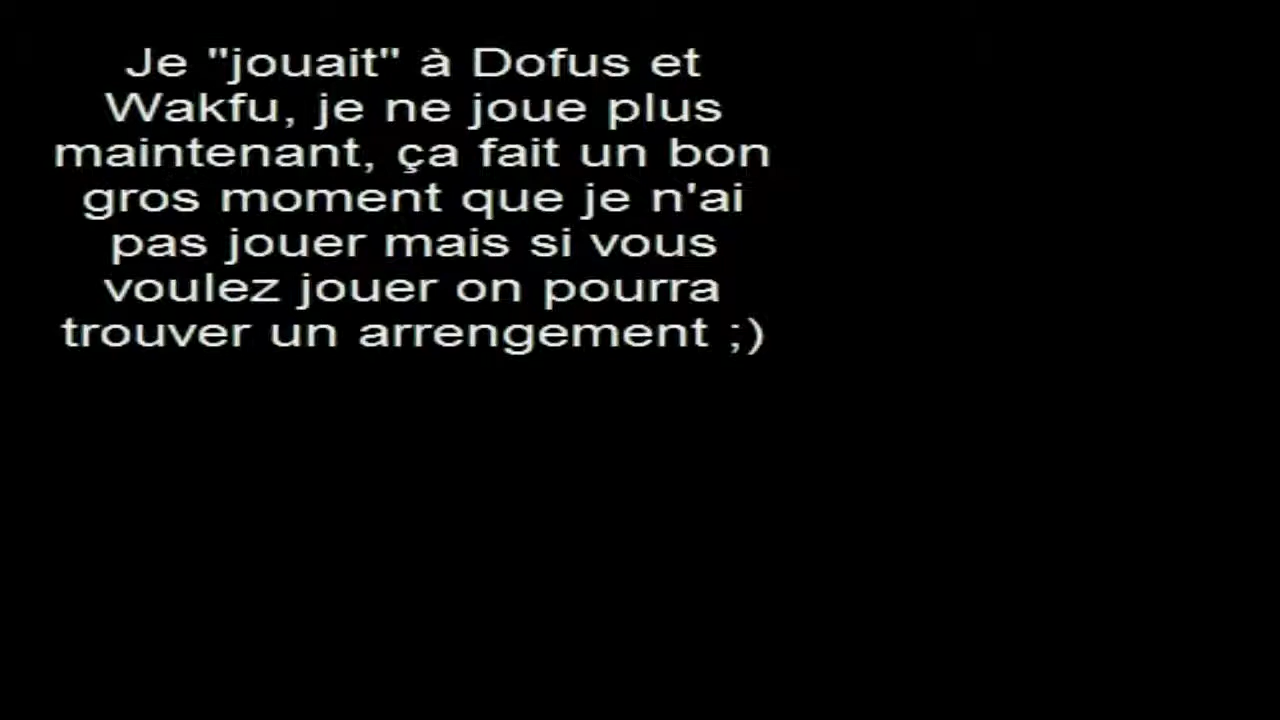 Je "jouait" à Dofus et
Wakfu, je ne joue plus
maintenant, ça fait un bon
gros moment que je n'ai
pas jouer mais si vous
voulez jouer on pourra
trouver un arrengement ;)